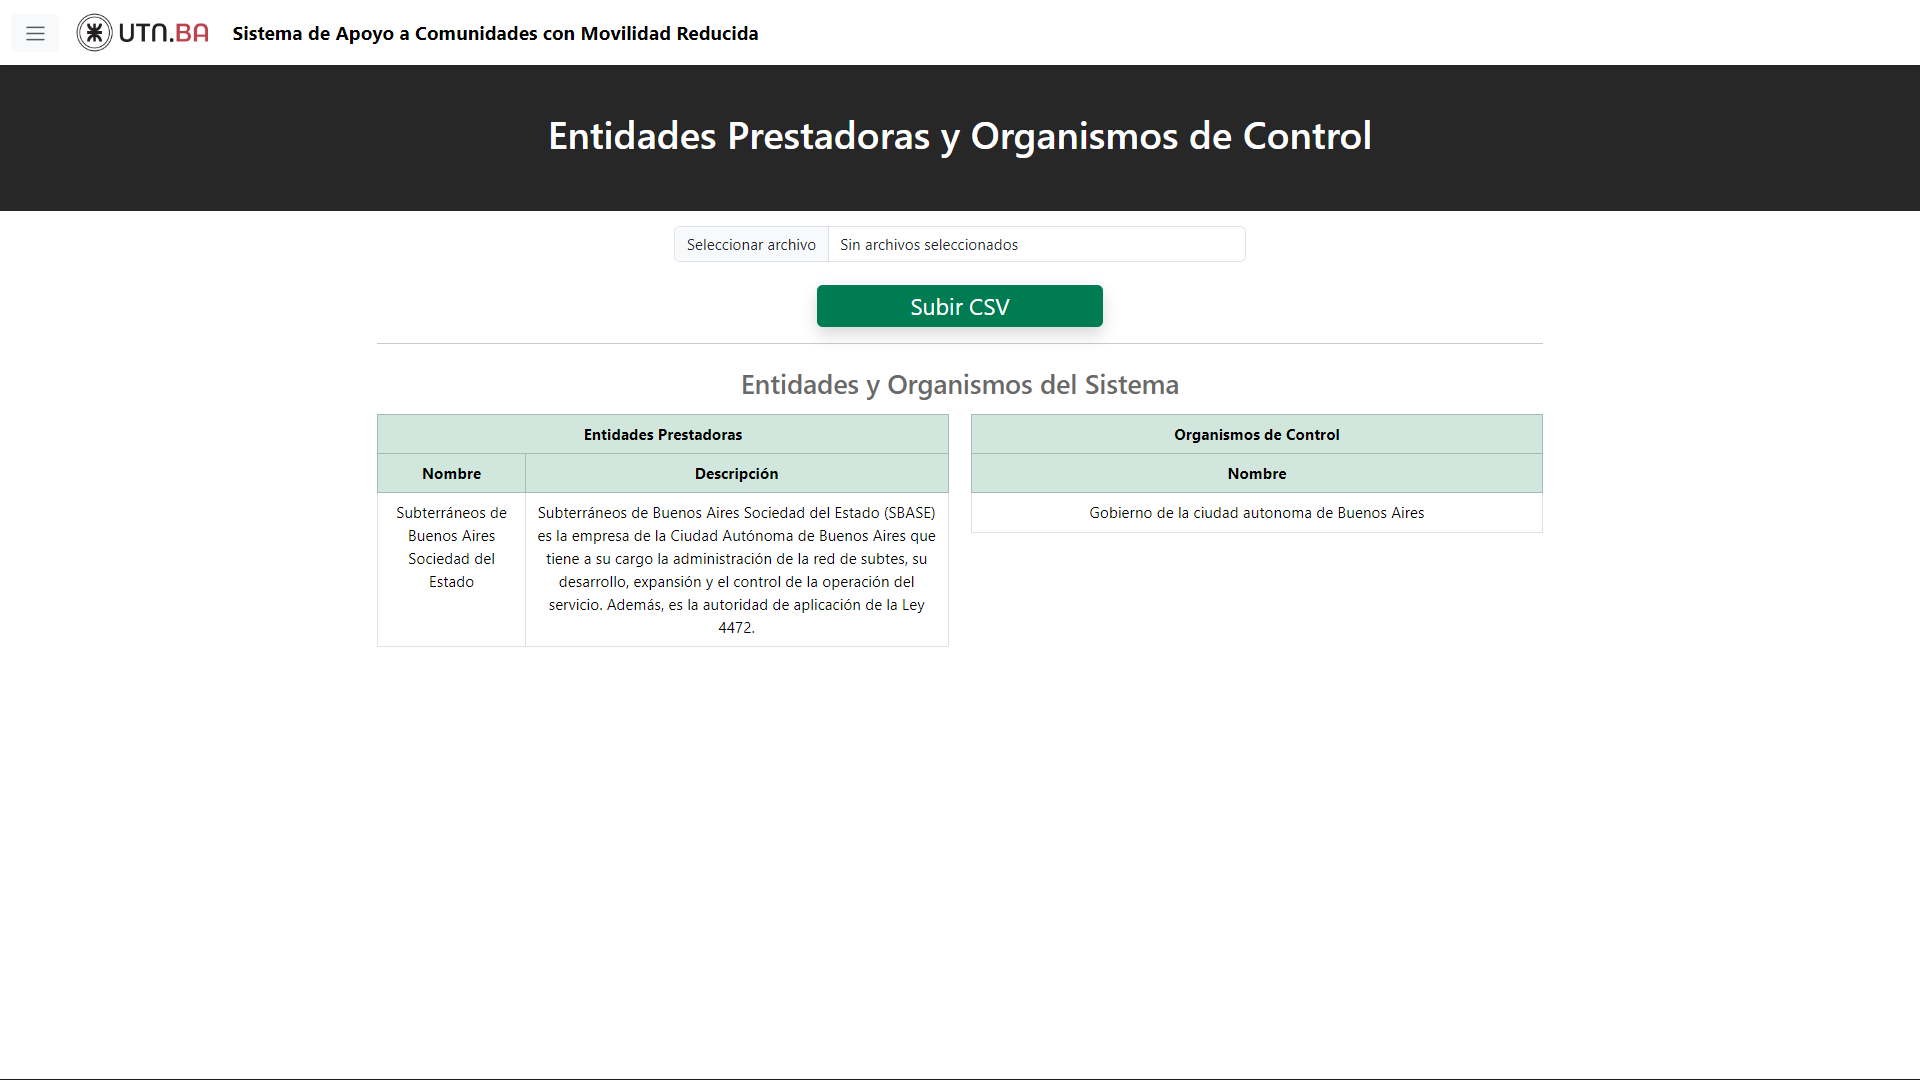 UTN.BA
Sistema de Apoyo a Comunidades con Movilidad Reducida
Entidades Prestadoras y Organismos de Control
Seleccionar archivo
Sin archivos seleccionados
Subir CSV
Entidades y Organismos del Sistema
Entidades Prestadoras
Nombre
Descripción
Subterráneos de
Buenos Aires
Sociedad del
Estado
Subterráneos de Buenos Aires Sociedad del Estado (SBASE)
es la empresa de la Ciudad Autónoma de Buenos Aires que
tiene a su cargo la administración de la red de subtes, su
desarrollo, expansión y el control de la operación del
servicio. Además, es la autoridad de aplicación de la Ley
4472.
Organismos de Control
Nombre
Gobierno de la ciudad autonoma de Buenos Aires